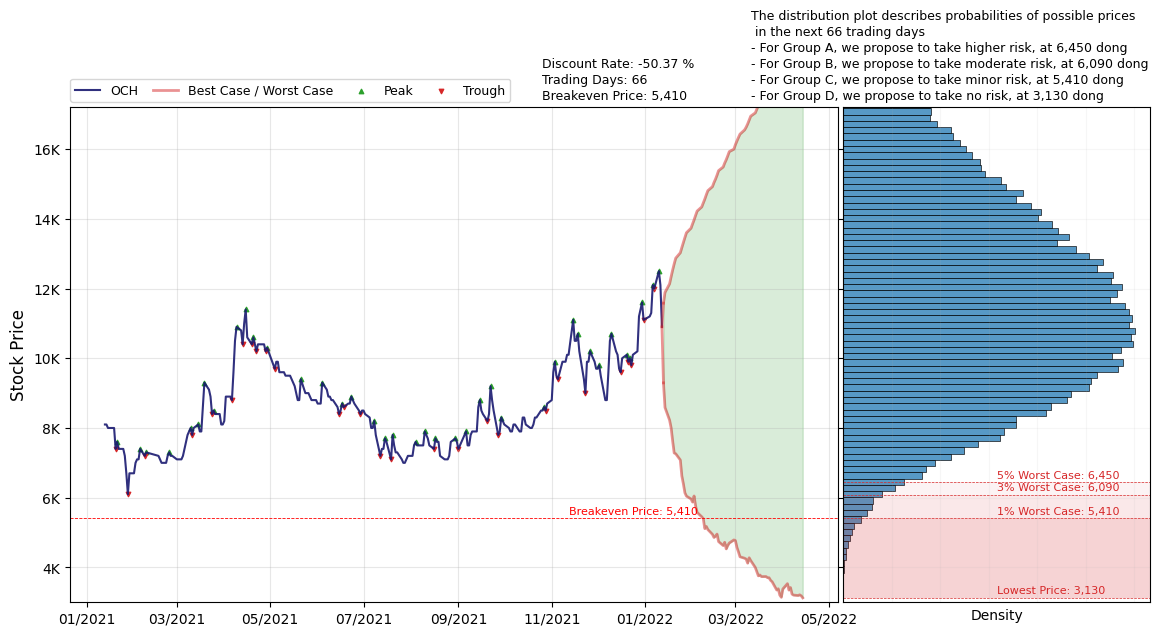 The distribution plot describes probabilities of possible prices
in the next 66 trading days
- For Group A, we propose to take higher risk, at 6,450 dong
- For Group B, we propose to take moderate risk, at 6,090 dong
- For Group C, we propose to take minor risk, at 5,410 dong
- For Group D, we propose to take no risk, at 3,130 dong
Discount Rate: -50.37 %
Trading Days: 66
Breakeven Price: 5,410
OCH
Best Case / Worst Case
Peak
Trough
Stock Price
16K
14K
12K
10K
8K
6K
4K
Breakeven Price: 5,410
5% Worst Case: 6,450
3% Worst Case: 6,090
1% Worst Case: 5,410
Lowest Price: 3,130
01/2021
03/2021
05/2021
07/2021
09/2021
11/2021
01/2022
03/2022
05/2022
Density